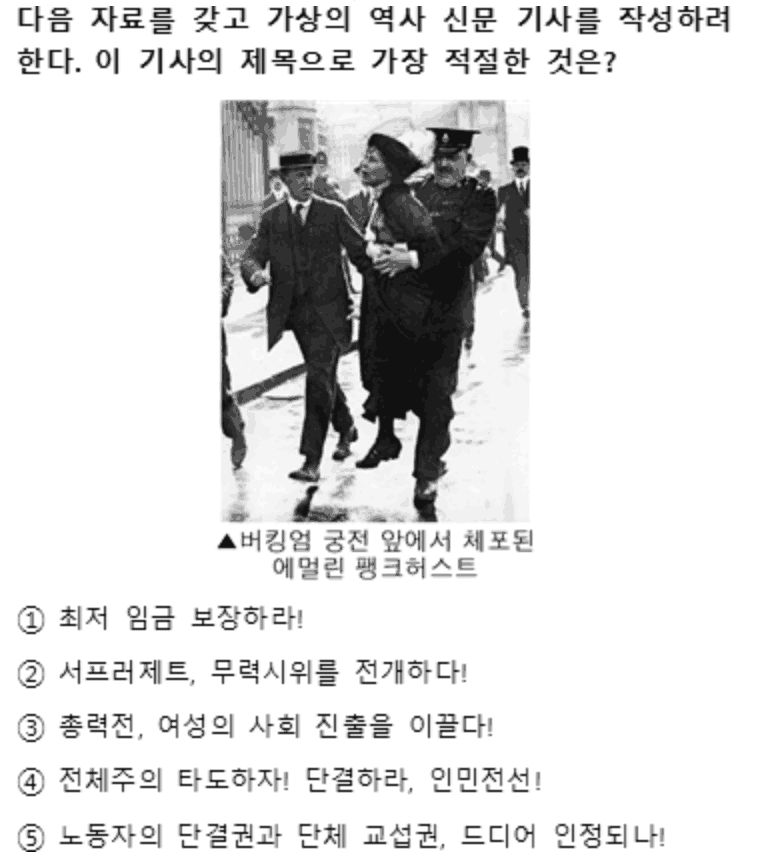 다음 자료를 갖고 가상의 역사 신문 기사를 작성하려
한다. 이 기사의 제목으로 가장 적절한 것은?
▲버킹엄 궁전 앞에서 체포된
에멀린 팽크허스트
① 최저 임금 보장하라!
② 서프러제트, 무력시위를 전개하다!
③ 총력전, 여성의 사회 진출을 이끌다!
④ 전체주의 타도하자! 단결하라, 인민전선!
⑤ 노동자의 단결권과 단체 교섭권, 드디어 인정되나!